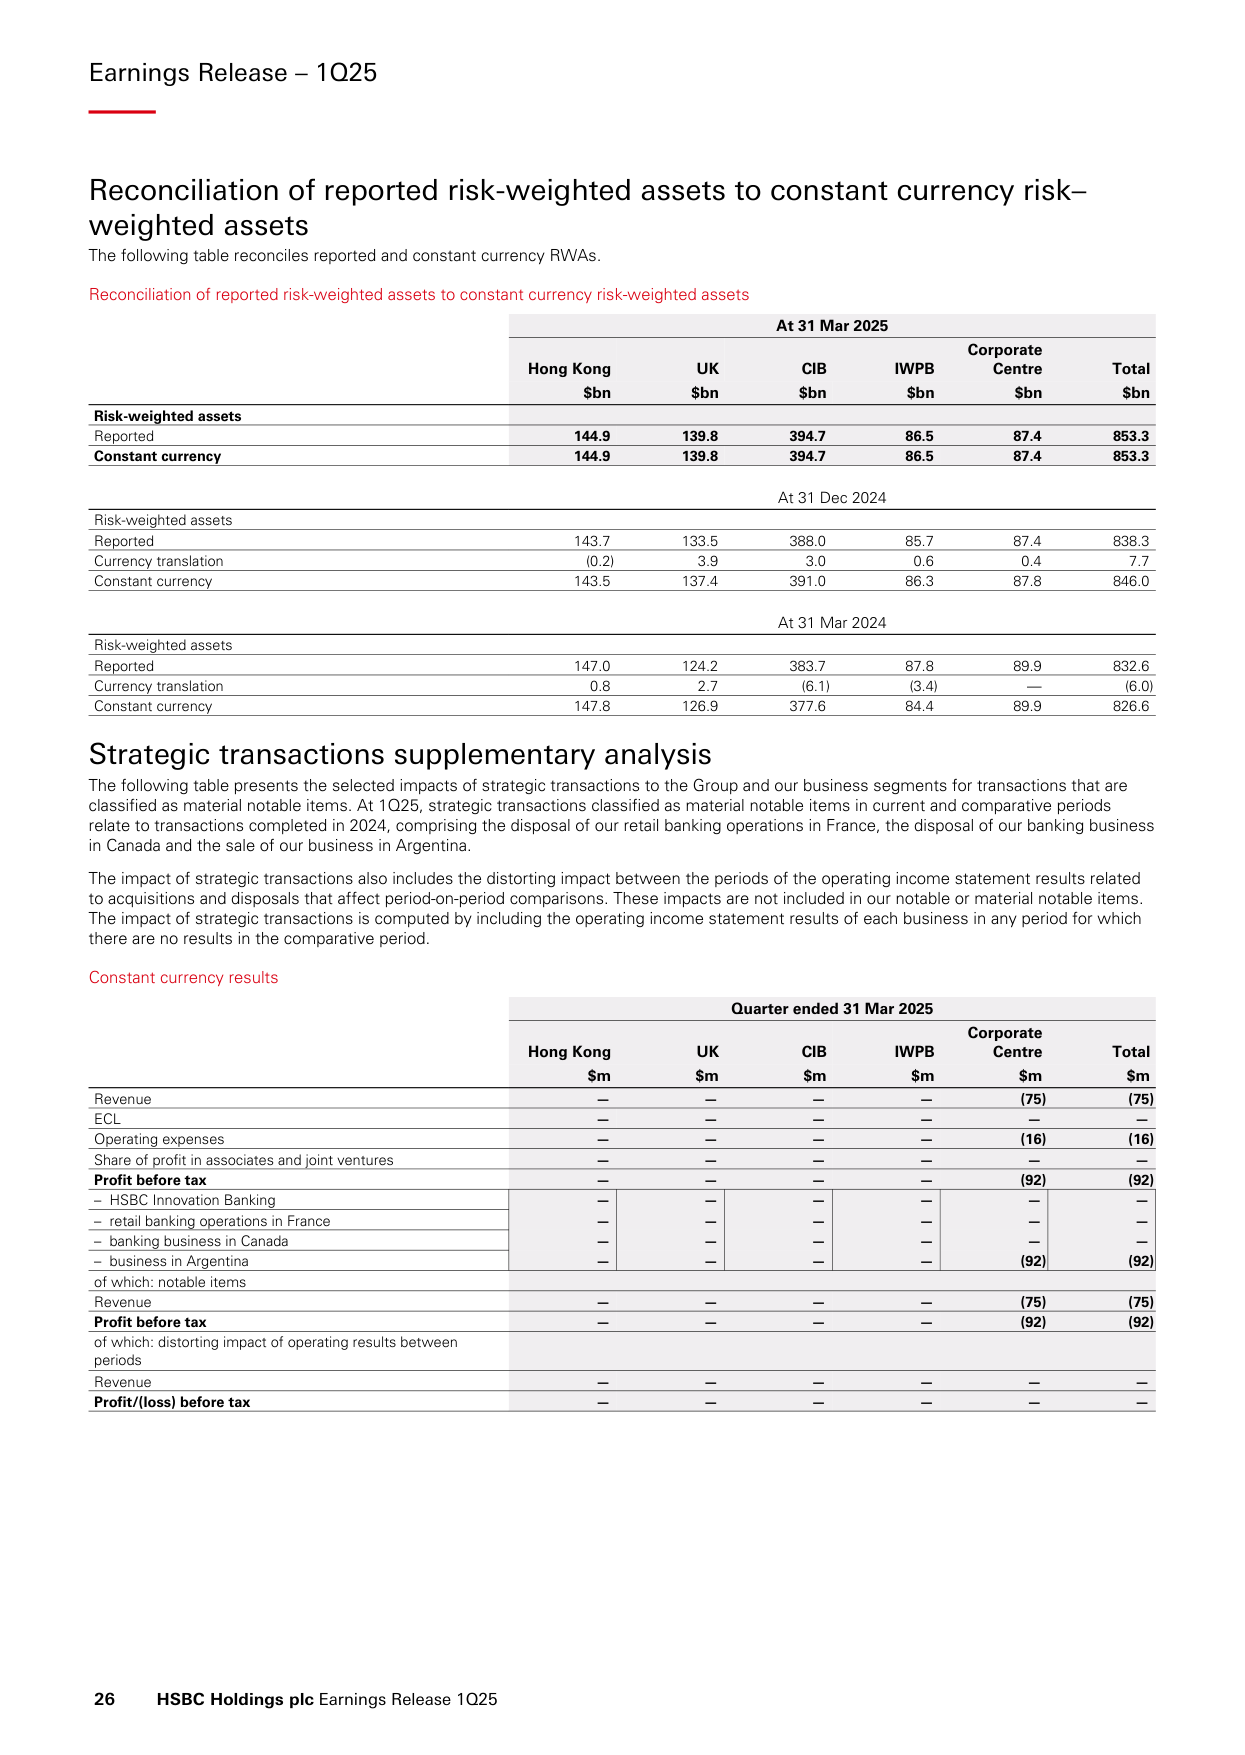 Earnings Release – 1Q25
Reconciliation of reported risk-weighted assets to constant currency risk–
weighted assets
The following table reconciles reported and constant currency RWAs.
Reconciliation of reported risk-weighted assets to constant currency risk-weighted assets
At 31 Mar 2025
Hong Kong UK CIB IWPB Corporate Centre Total
$bn $bn $bn $bn $bn $bn
Risk-weighted assets
Reported 144.9 139.8 394.7 86.5 87.4 853.3
Constant currency 144.9 139.8 394.7 86.5 87.4 853.3
At 31 Dec 2024
Risk-weighted assets
Reported 143.7 133.5 388.0 85.7 87.4 838.3
Currency translation (0.2) 3.9 3.0 0.6 0.4 7.7
Constant currency 143.5 137.4 391.0 86.3 87.8 846.0
At 31 Mar 2024
Risk-weighted assets
Reported 147.0 124.2 383.7 87.8 89.9 832.6
Currency translation 0.8 2.7 (6.1) (3.4) — (6.0)
Constant currency 147.8 126.9 377.6 84.4 89.9 826.6
Strategic transactions supplementary analysis
The following table presents the selected impacts of strategic transactions to the Group and our business segments for transactions that are
classified as material notable items. At 1Q25, strategic transactions classified as material notable items in current and comparative periods
relate to transactions completed in 2024, comprising the disposal of our retail banking operations in France, the disposal of our banking business
in Canada and the sale of our business in Argentina.
The impact of strategic transactions also includes the distorting impact between the periods of the operating income statement results related
to acquisitions and disposals that affect period-on-period comparisons. These impacts are not included in our notable or material notable items.
The impact of strategic transactions is computed by including the operating income statement results of each business in any period for which
there are no results in the comparative period.
Constant currency results
Quarter ended 31 Mar 2025
Hong Kong UK CIB IWPB Corporate Centre Total
$m $m $m $m $m $m
Revenue — — — — (75) (75)
ECL — — — — — —
Operating expenses — — — — (16) (16)
Share of profit in associates and joint ventures — — — — — —
Profit before tax — — — — (92) (92)
– HSBC Innovation Banking — — — — — —
– retail banking operations in France — — — — — —
– banking business in Canada — — — — — —
– business in Argentina — — — — (92) (92)
of which: notable items
Revenue — — — — (75) (75)
Profit before tax — — — — (92) (92)
of which: distorting impact of operating results between
periods
Revenue — — — — — —
Profit/(loss) before tax — — — — — —
26 HSBC Holdings plc Earnings Release 1Q25